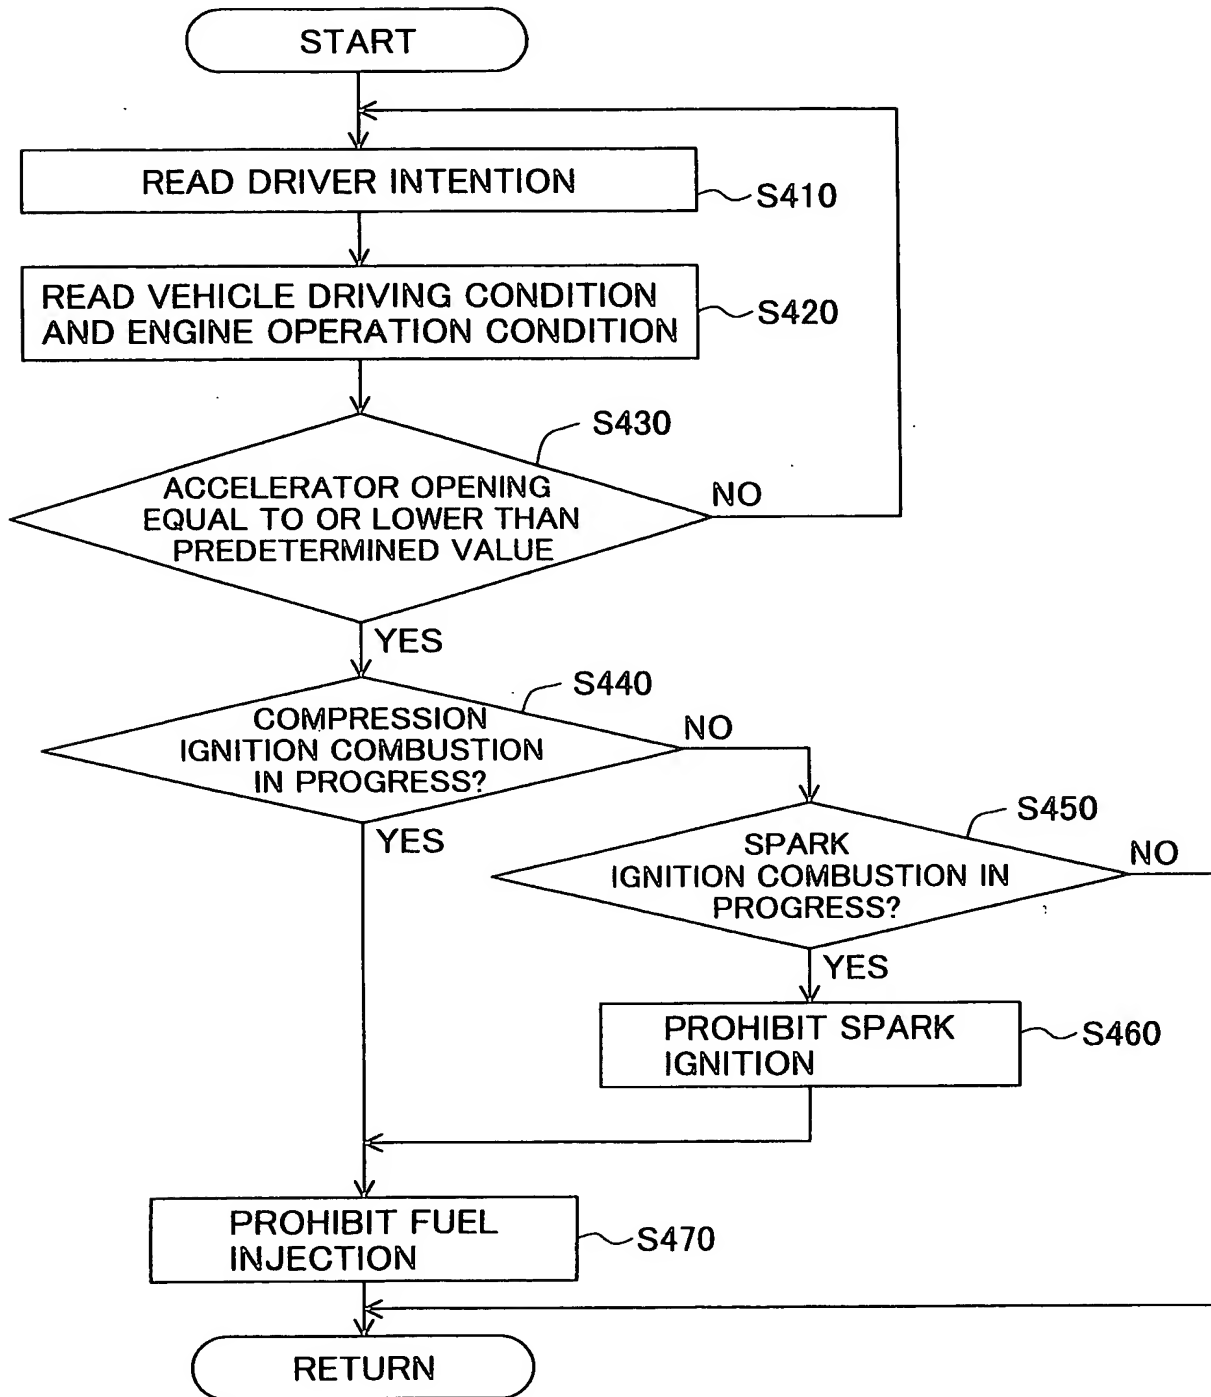 START
READ DRIVER INTENTION
S410
READ VEHICLE DRIVING CONDITION
AND ENGINE OPERATION CONDITION
S420
S430
ACCELERATOR OPENING
EQUAL TO OR LOWER THAN
PREDETERMINED VALUE
NO
YES
S440
COMPRESSION
IGNITION COMBUSTION
IN PROGRESS?
NO
YES
S450
SPARK
IGNITION COMBUSTION IN
PROGRESS?
NO
YES
PROHIBIT SPARK
IGNITION
S460
PROHIBIT FUEL
INJECTION
S470
RETURN